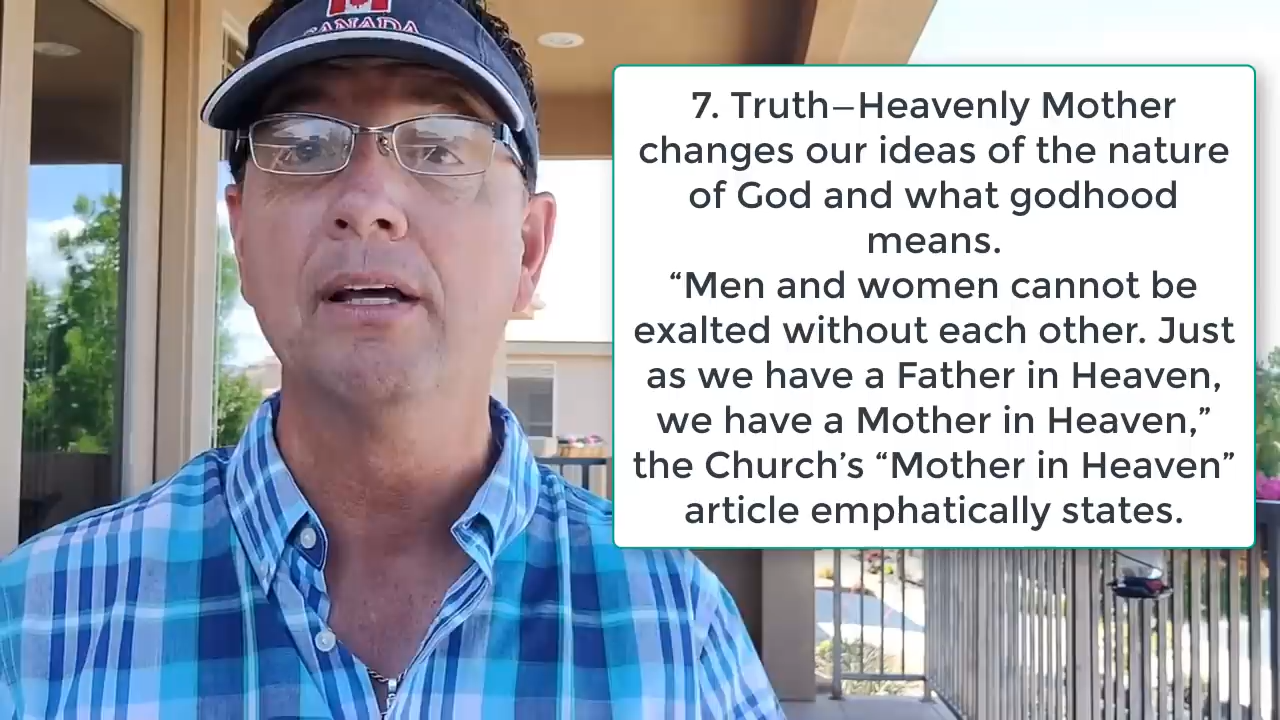 CANADA
7. Truth—Heavenly Mother
changes our ideas of the nature
of God and what godhood
means.
“Men and women cannot be
exalted without each other. Just
as we have a Father in Heaven,
we have a Mother in Heaven,”
the Church’s “Mother in Heaven”
article emphatically states.